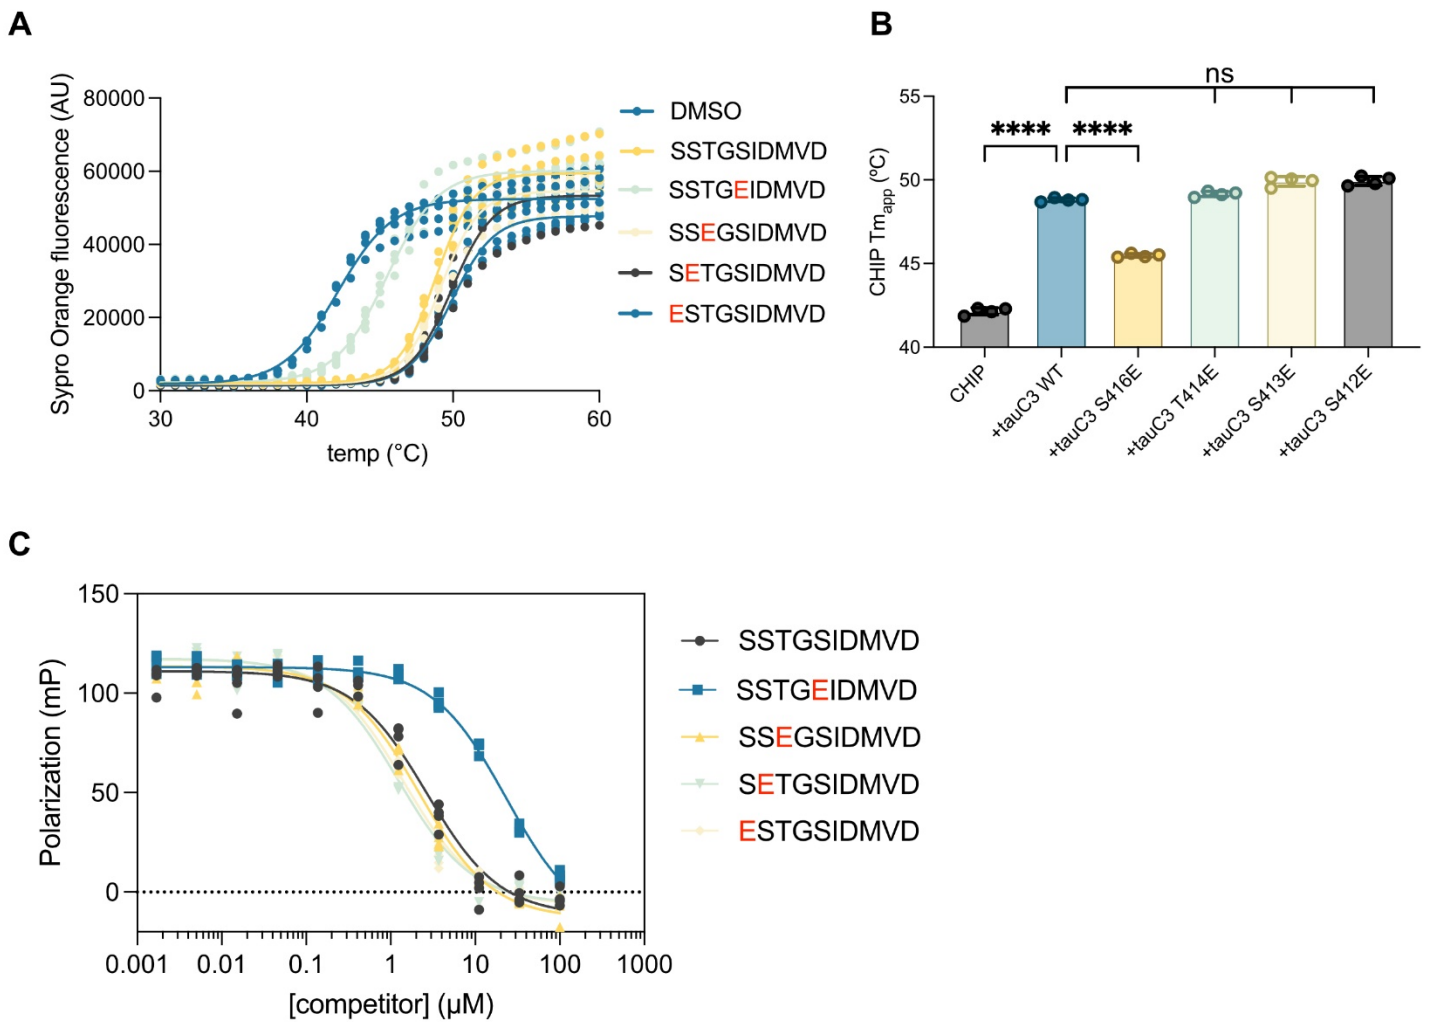 A
Sypro Orange fluorescence (AU)
80000
60000
40000
20000
0
30
40
50
60
temp (°C)
DMSO
SSTGSIDMVD
SSTGEIDMVD
SSEGSIDMVD
SETGSIDMVD
ESTGSIDMVD
B
CHIP Tmapp (ºC)
55
50
45
40
ns
**** ****
CHIP
+tauC3 WT
+tauC3 S416E
+tauC3 T414E
+tauC3 S413E
+tauC3 S412E
C
Polarization (mP)
150
100
50
0
0.001
0.01
0.1
1
10
100
1000
[competitor] (µM)
SSTGSIDMVD
SSTGEIDMVD
SSEGSIDMVD
SETGSIDMVD
ESTGSIDMVD